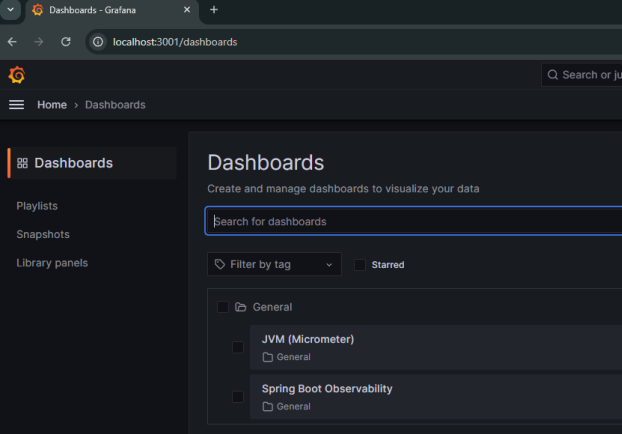 Dashboards - Grafana
localhost:3001/dashboards
Search or ju
Home › Dashboards
Dashboards
Playlists
Snapshots
Library panels
Dashboards
Create and manage dashboards to visualize your data
Search for dashboards
Filter by tag
Starred
General
JVM (Micrometer)
General
Spring Boot Observability
General